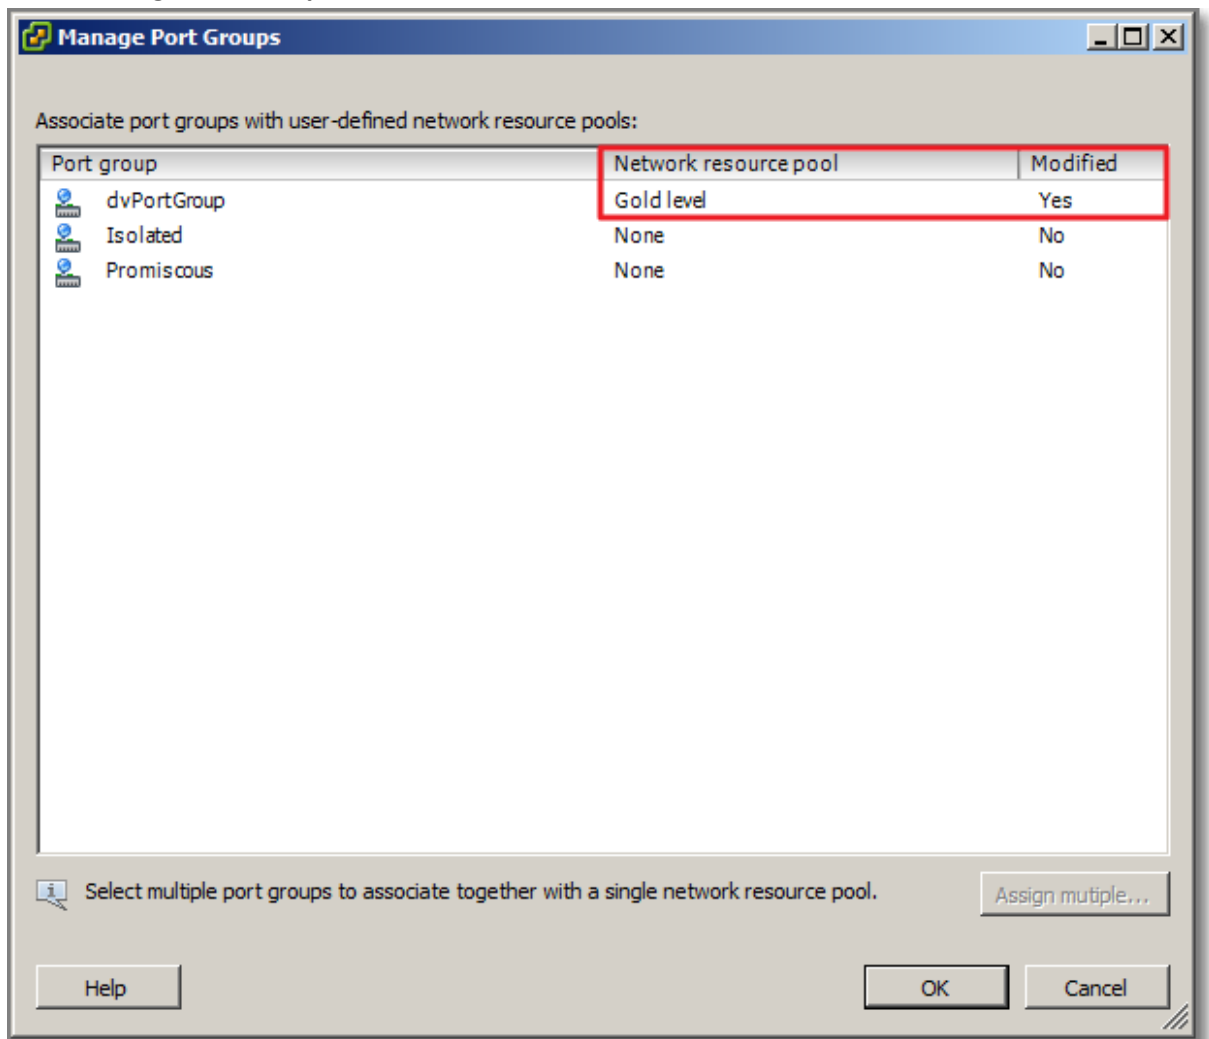 Manage Port Groups
Associate port groups with user-defined network resource pools:
Port group Network resource pool Modified
dvPortGroup Gold level Yes
Isolated None No
Promiscous None No
Select multiple port groups to associate together with a single network resource pool.
Assign mutiple...
Help OK Cancel